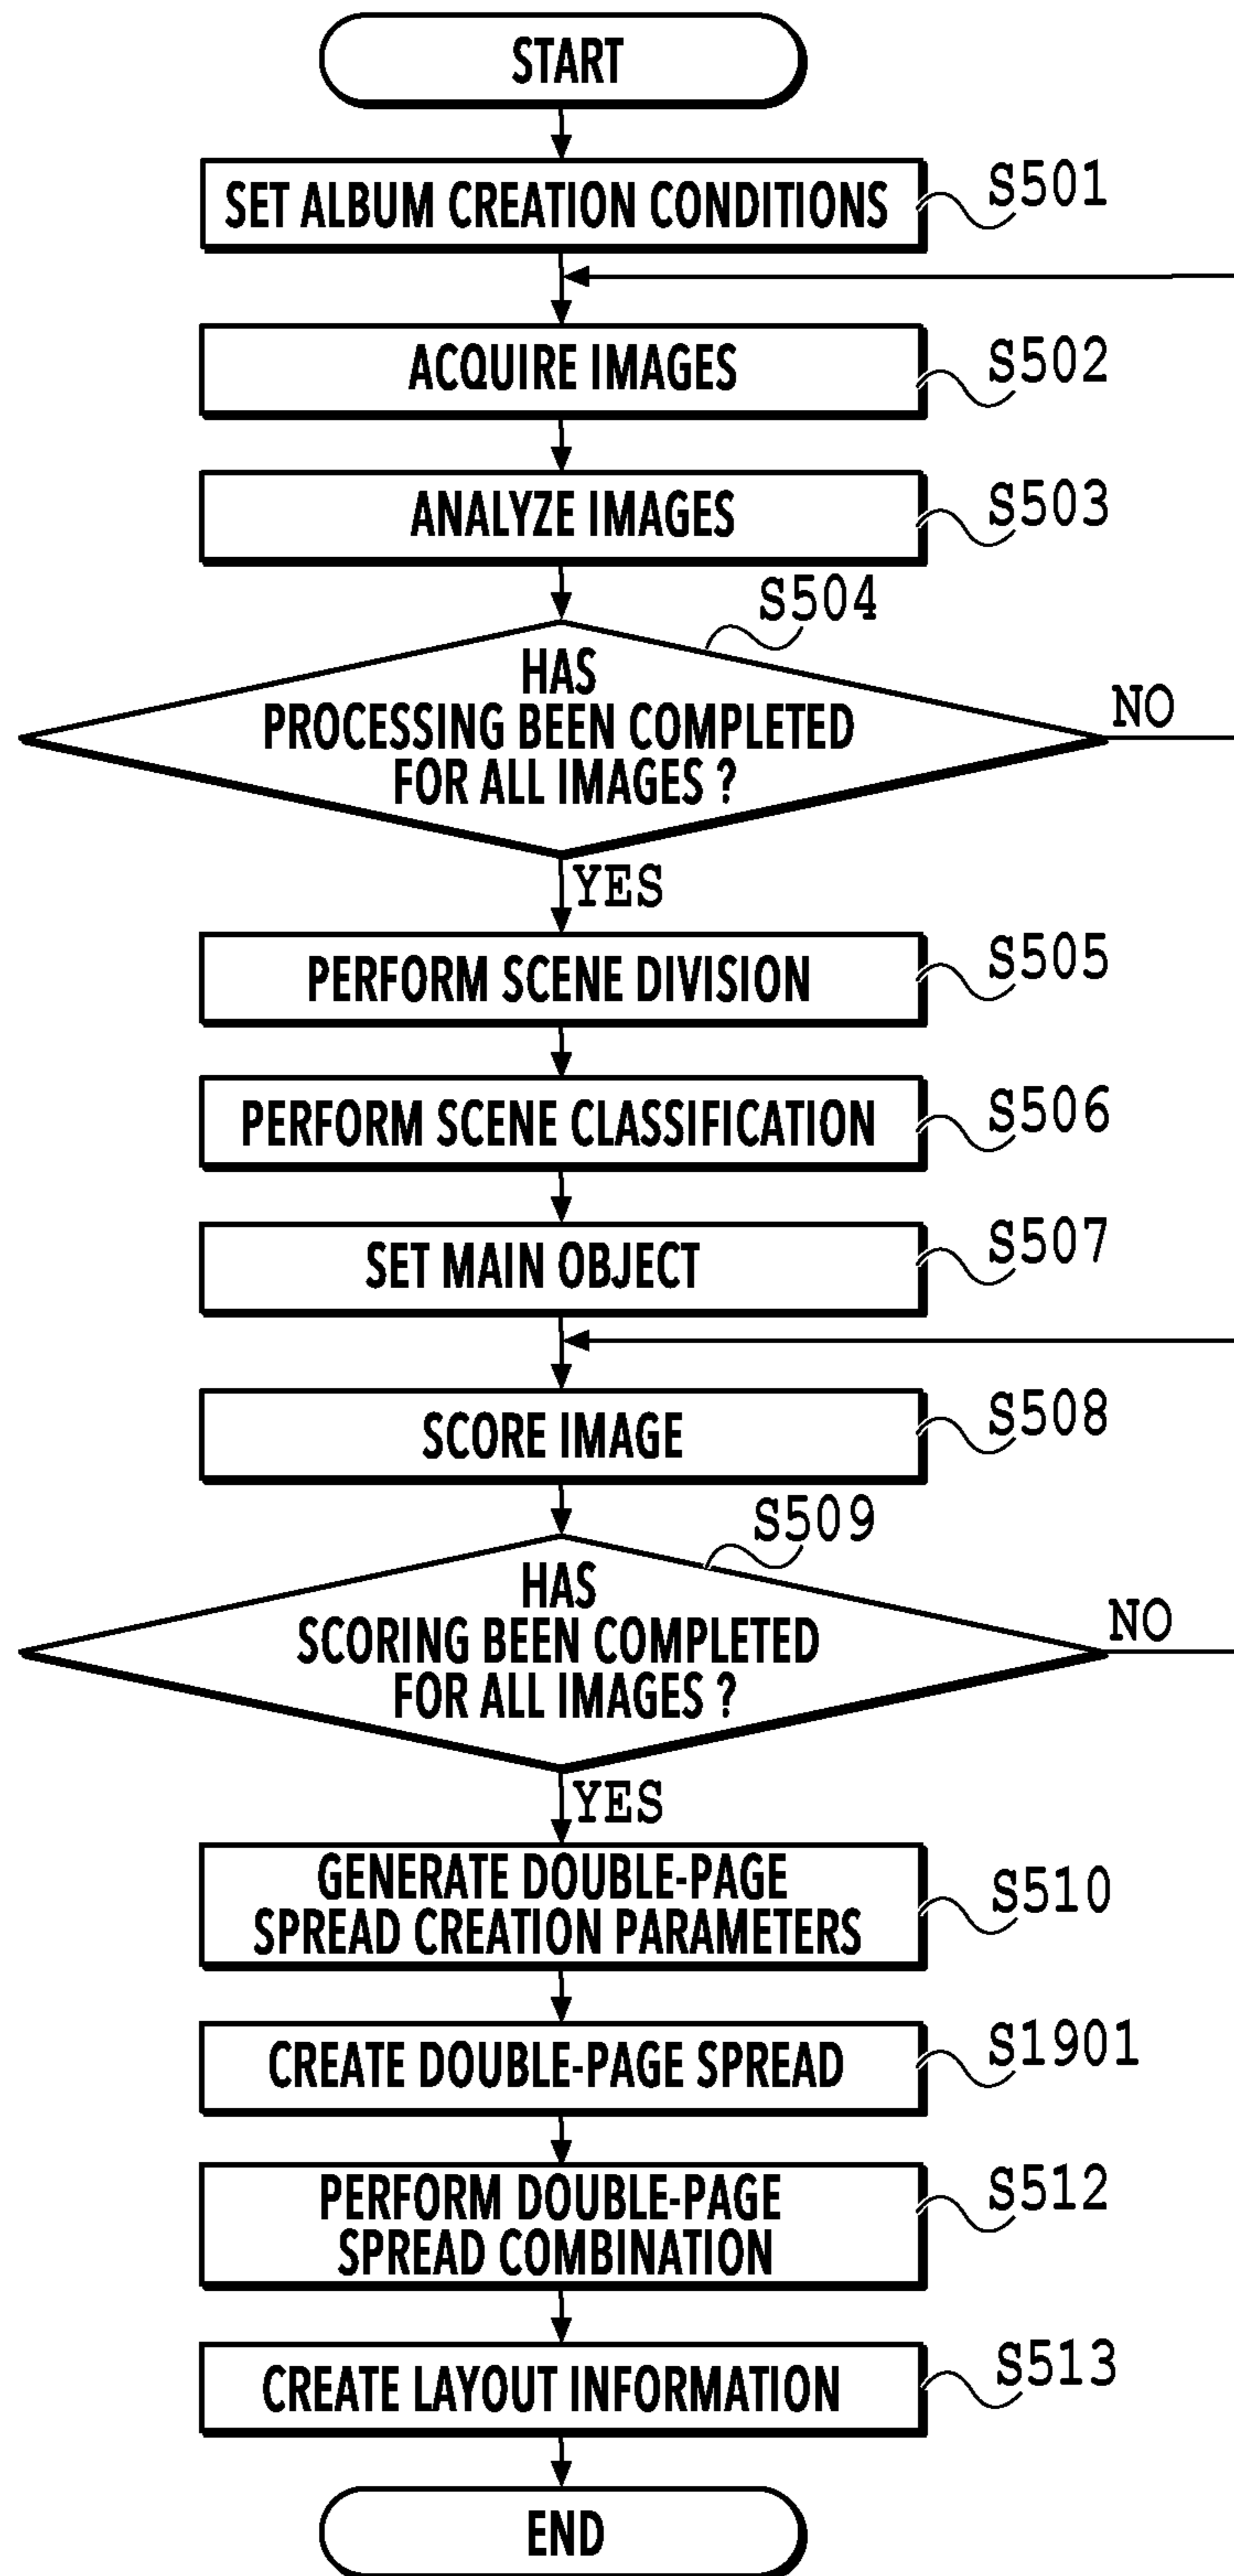 START
SET ALBUM CREATION CONDITIONS
S501
ACQUIRE IMAGES
S502
ANALYZE IMAGES
S503
S504
HAS
PROCESSING BEEN COMPLETED
FOR ALL IMAGES ?
NO
YES
PERFORM SCENE DIVISION
S505
PERFORM SCENE CLASSIFICATION
S506
SET MAIN OBJECT
S507
SCORE IMAGE
S508
S509
HAS
SCORING BEEN COMPLETED
FOR ALL IMAGES ?
NO
YES
GENERATE DOUBLE-PAGE
SPREAD CREATION PARAMETERS
S510
CREATE DOUBLE-PAGE SPREAD
S1901
PERFORM DOUBLE-PAGE
SPREAD COMBINATION
S512
CREATE LAYOUT INFORMATION
S513
END